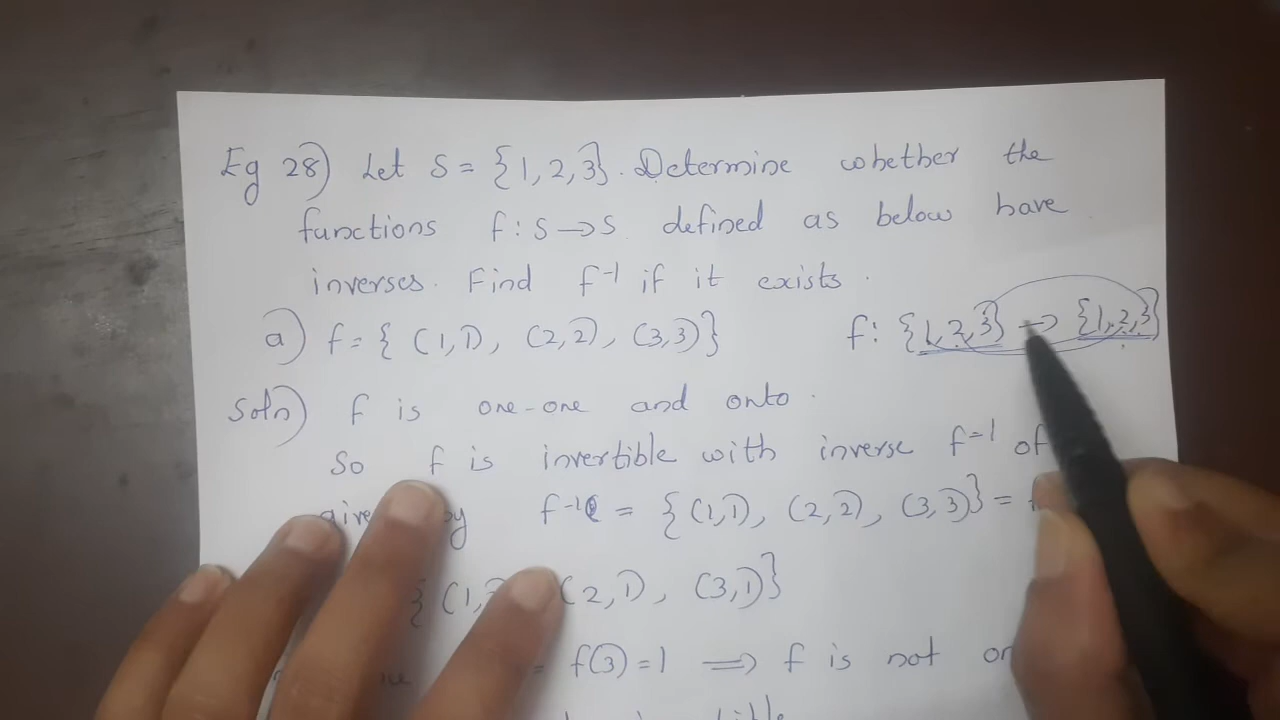 Eg 28) Let S = {1, 2, 3}. Determine whether the
functions f : S → S defined as below have
inverses. Find f⁻¹ if it exists.
a) f = { (1,1), (2,2), (3,3)} f : {1,2,3} → {1,2,3}
Soln) f is one-one and onto.
So f is invertible with inverse f⁻¹ of
f⁻¹ = {(1,1), (2,2), (3,3)} =
{(1, (2,1), (3,1)}
= f(3) = 1 ⟹ f is not